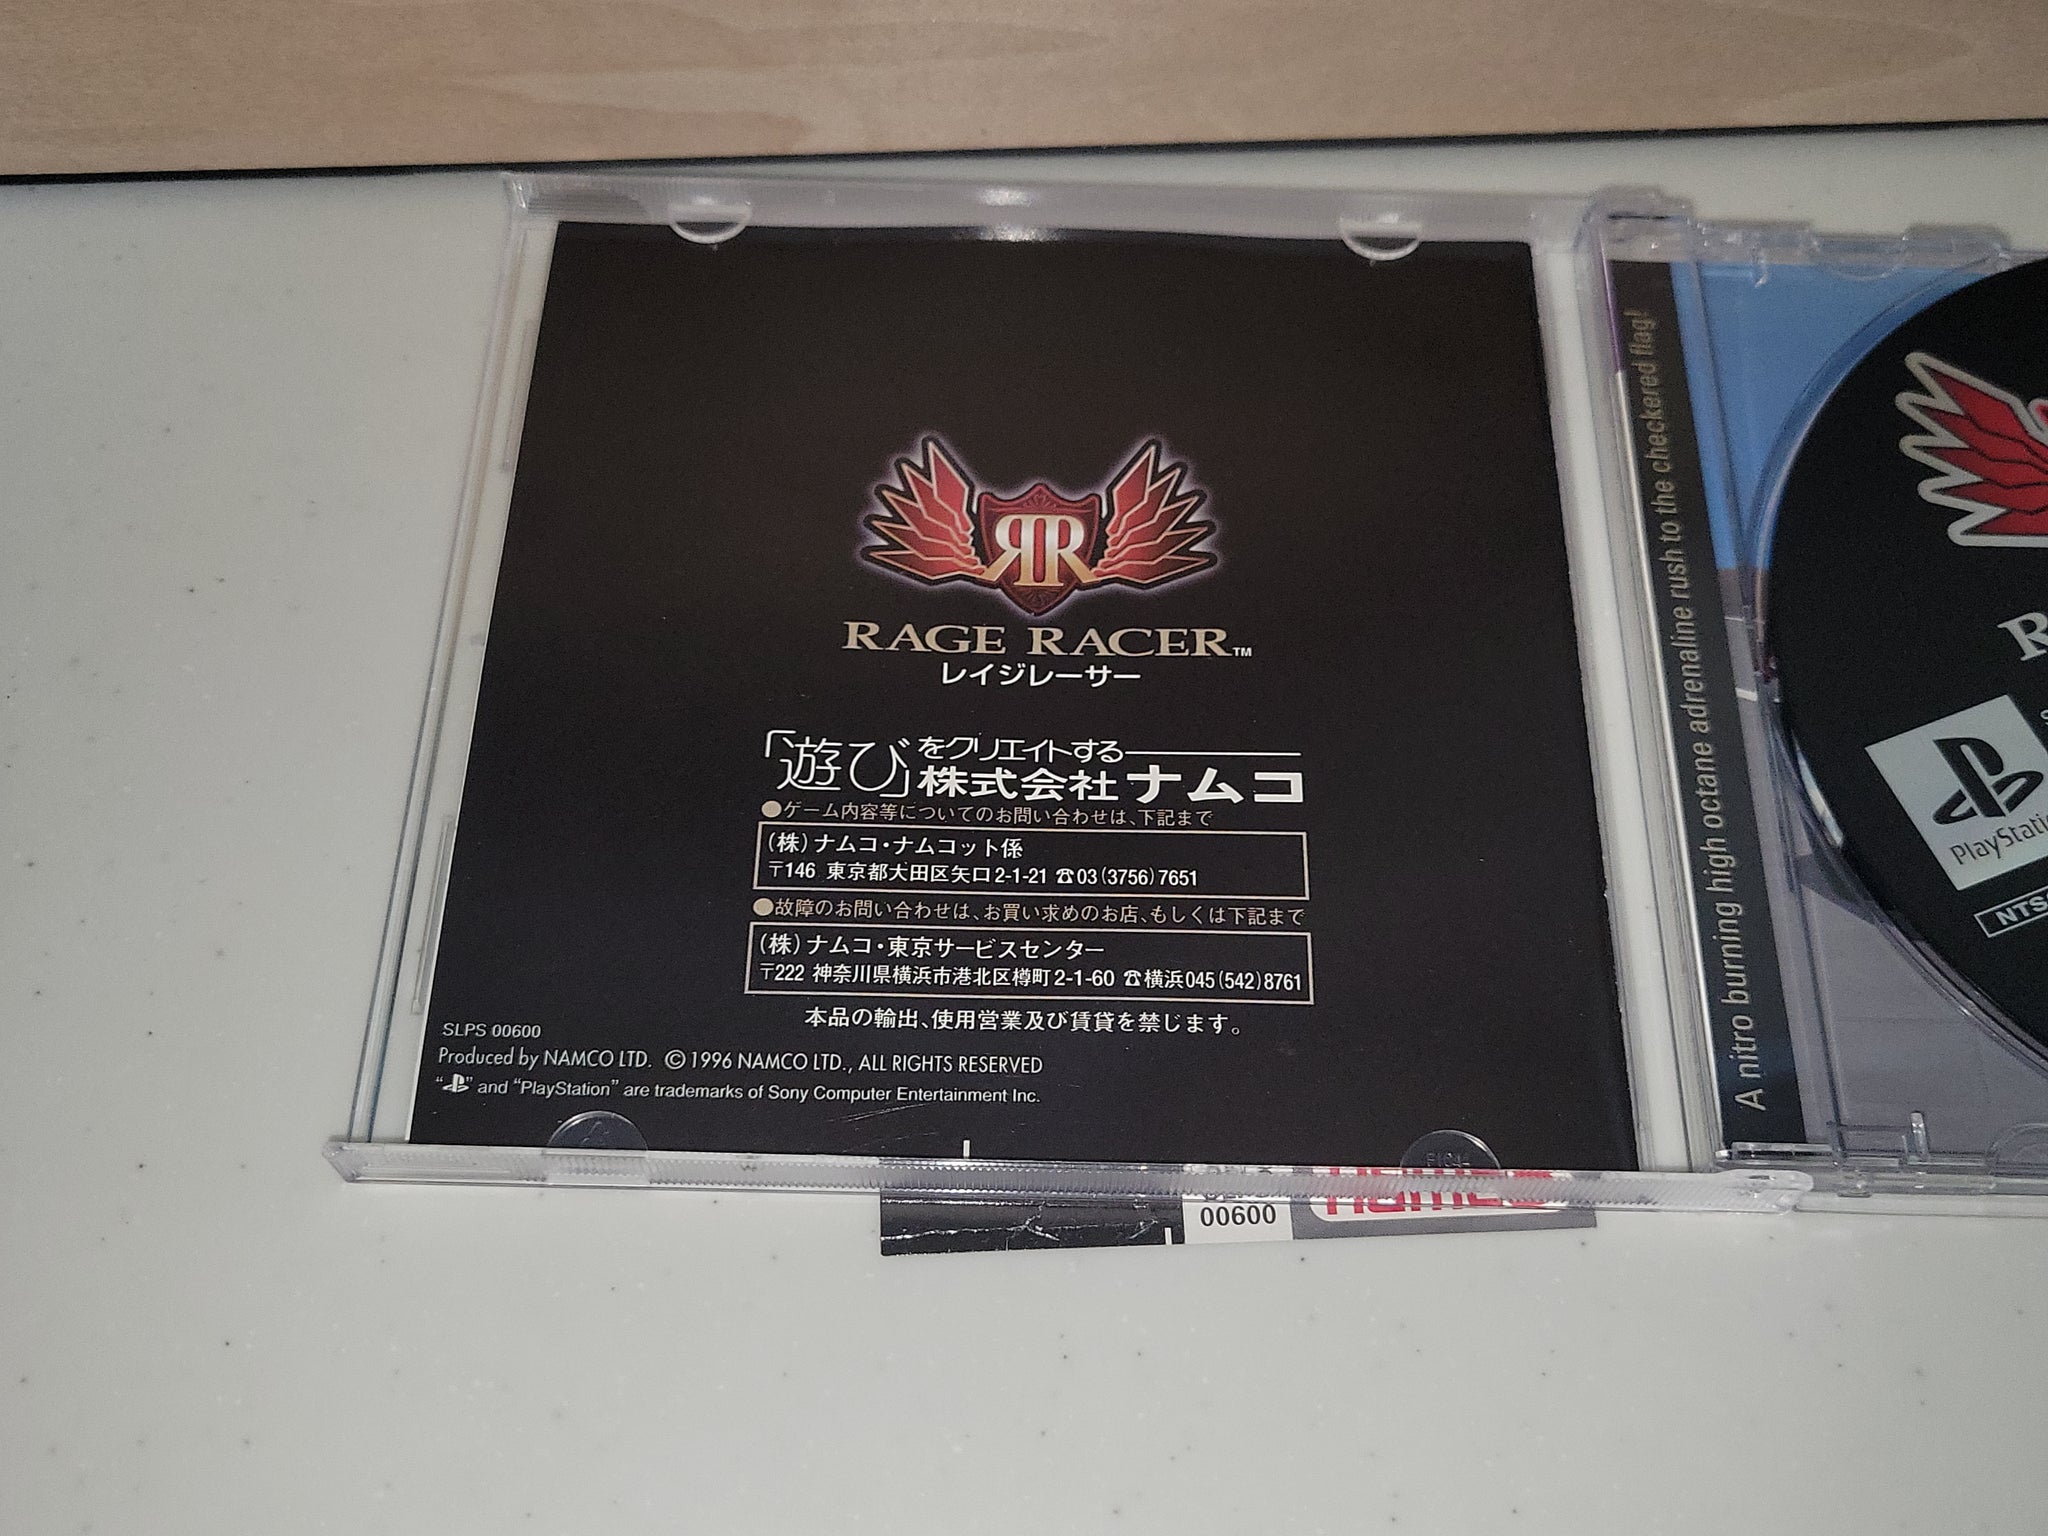 RR
RAGE RACER™
レイジレーサー
「遊び」をクリエイトする
株式会社ナムコ
●ゲーム内容等についてのお問い合わせは、下記まで
(株)ナムコ・ナムコット係
〒146 東京都大田区矢口2-1-21 ☎03(3756)7651
●故障のお問い合わせは、お買い求めのお店、もしくは下記まで
(株)ナムコ・東京サービスセンター
〒222 神奈川県横浜市港北区樽町2-1-60 ☎横浜045(542)8761
本品の輸出、使用営業及び賃貸を禁じます。
SLPS 00600
Produced by NAMCO LTD. ©1996 NAMCO LTD., ALL RIGHTS RESERVED
“PS” and “PlayStation” are trademarks of Sony Computer Entertainment Inc.
00600
namco
A nitro burning high octane adrenaline rush to the checkered flag!
R
PlayStatio
NTS